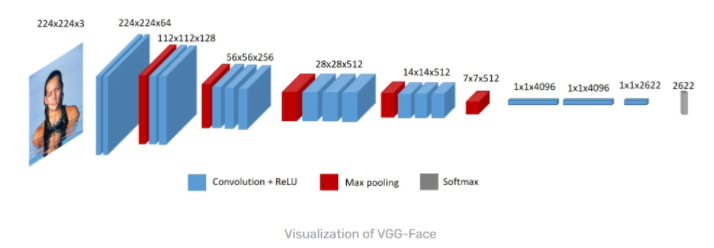 224x224x3
224x224x64
112x112x128
56x56x256
28x28x512
14x14x512
7x7x512
1x1x4096
1x1x4096
1x1x2622
2622
Convolution + ReLU
Max pooling
Softmax
Visualization of VGG-Face